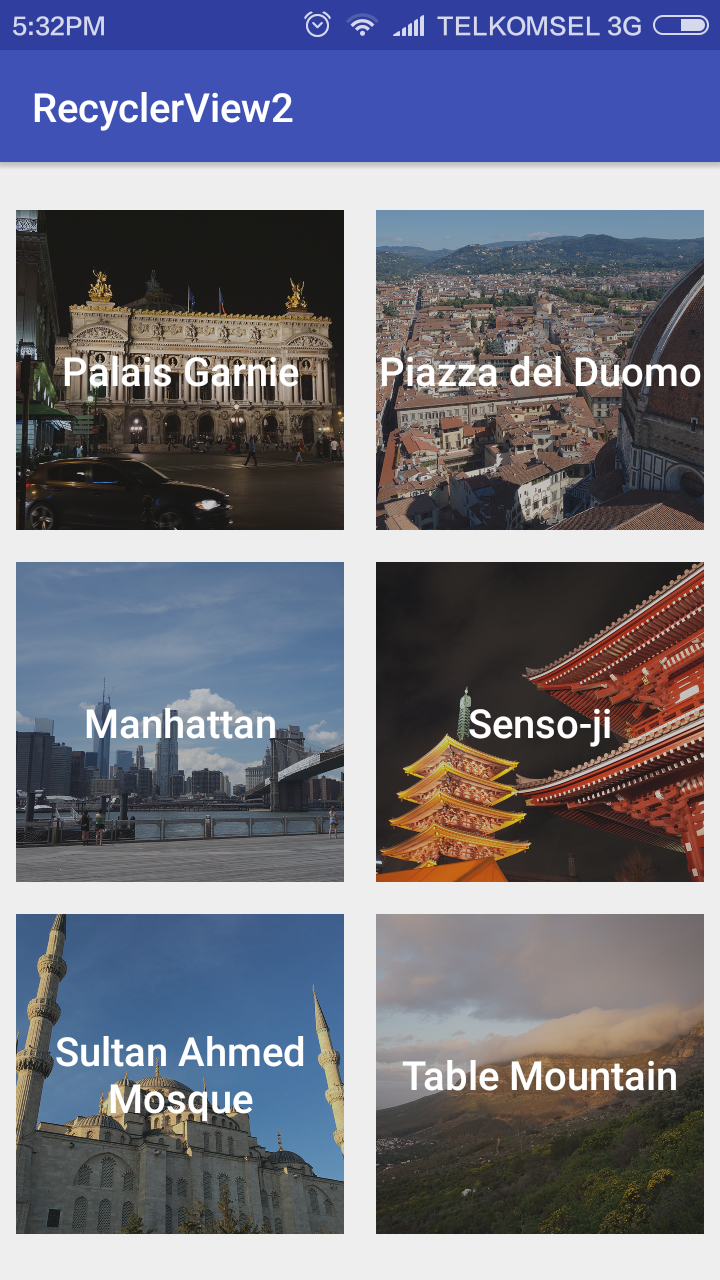 5:32PM TELKOMSEL 3G
RecyclerView2
Palais Garnie
Piazza del Duomo
Manhattan
Senso-ji
Sultan Ahmed
Mosque
Table Mountain